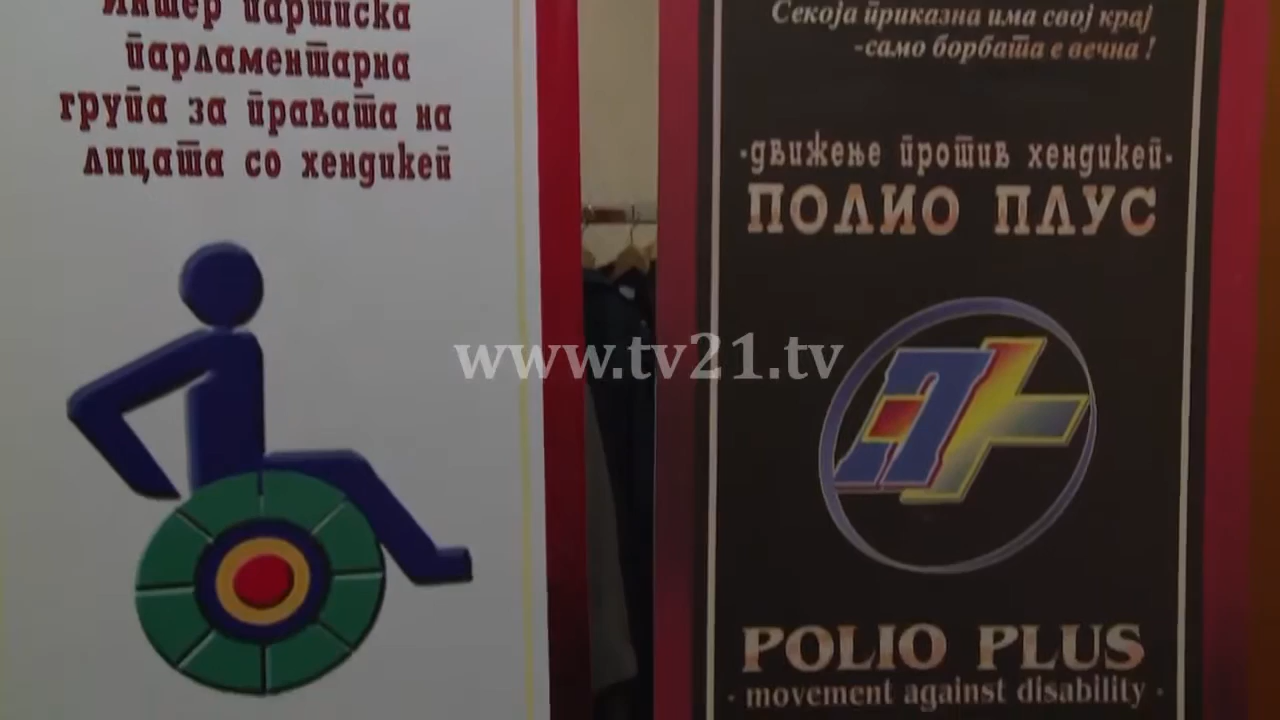 Интер партиска
парламентарна
група за правата на
лицата со хендикеп
Секоја приказна има свој крај
-само борбата е вечна !
·движење против хендикеп·
ПОЛИО ПЛУС
www.tv21.tv
POLIO PLUS
· movement against disability ·